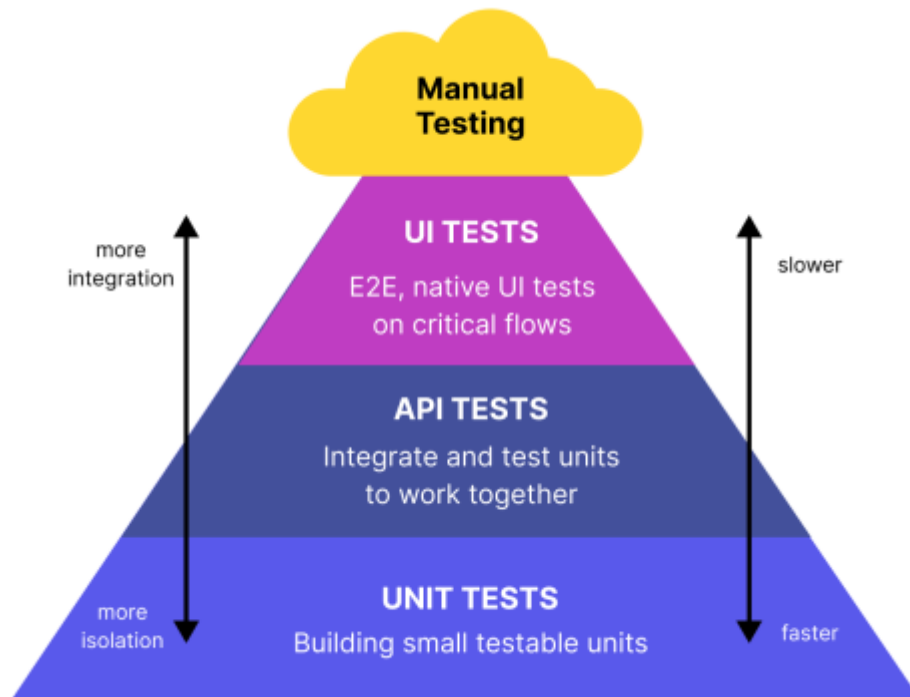 Manual
Testing
UI TESTS
more
integration
slower
E2E, native UI tests
on critical flows
API TESTS
Integrate and test units
to work together
UNIT TESTS
more
isolation
Building small testable units
faster